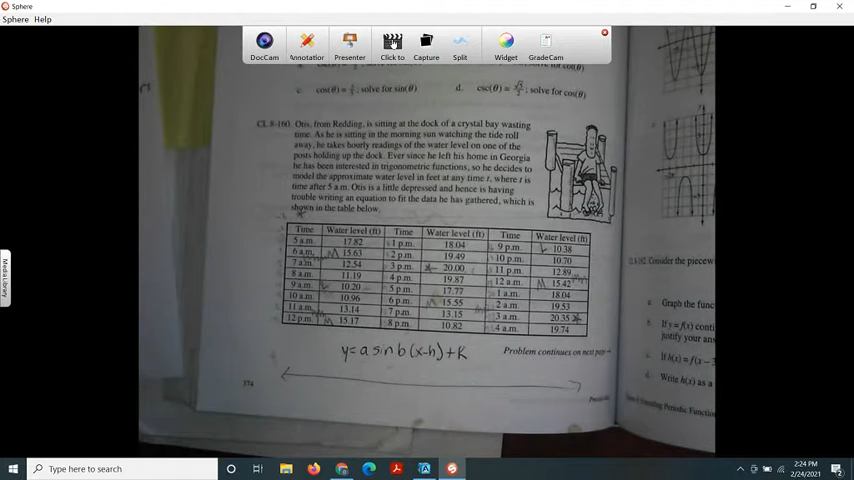 Sphere
Sphere Help
DocCam
Annotation
Presenter
Click to
Capture
Split
Widget
GradeCam
c. cos(θ) = ; solve for sin(θ)
d. csc(θ) = ; solve for cos(θ)
CL 8-160. Otis, from Redding, is sitting at the dock of a crystal bay wasting
time. As he is sitting in the morning sun watching the tide roll
away, he takes hourly readings of the water level on one of the
posts holding up the dock. Ever since he left his home in Georgia
he has been interested in trigonometric functions, so he decides to
model the approximate water level in feet at any time t, where t is
time after 5 a.m. Otis is a little depressed and hence is having
trouble writing an equation to fit the data he has gathered, which is
shown in the table below.
Time Water level (ft) Time Water level (ft) Time Water level (ft)
5 a.m. 17.82 1 p.m. 18.04 9 p.m. L 10.38
6 a.m. M 15.63 2 p.m. 19.49 10 p.m. 10.70
7 a.m. 12.54 3 p.m. 20.00 11 p.m. 12.89
8 a.m. 11.19 4 p.m. 19.87 12 a.m. M 15.42
9 a.m. L 10.20 5 p.m. 17.77 1 a.m. 18.04
10 a.m. 10.96 6 p.m. M 15.55 2 a.m. 19.53
11 a.m. 13.14 7 p.m. 13.15 3 a.m. 20.35
12 p.m. M 15.17 8 p.m. 10.82 4 a.m. 19.74
y=a sin b (x-h)+K
Problem continues on next page→
374
8-162. Consider the piecew
a. Graph the func
b. If y = f(x) conti
justify your ans
c. If h(x) = f(x −
d. Write h(x) as a
Periodic Function
Media Library
Type here to search
2:24 PM
2/24/2021
2